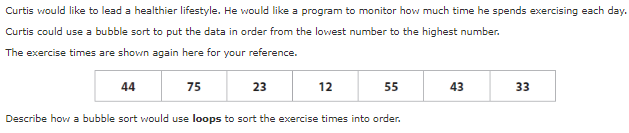 Curtis would like to lead a healthier lifestyle. He would like a program to monitor how much time he spends exercising each day.
Curtis could use a bubble sort to put the data in order from the lowest number to the highest number.
The exercise times are shown again here for your reference.
44 75 23 12 55 43 33
Describe how a bubble sort would use loops to sort the exercise times into order.